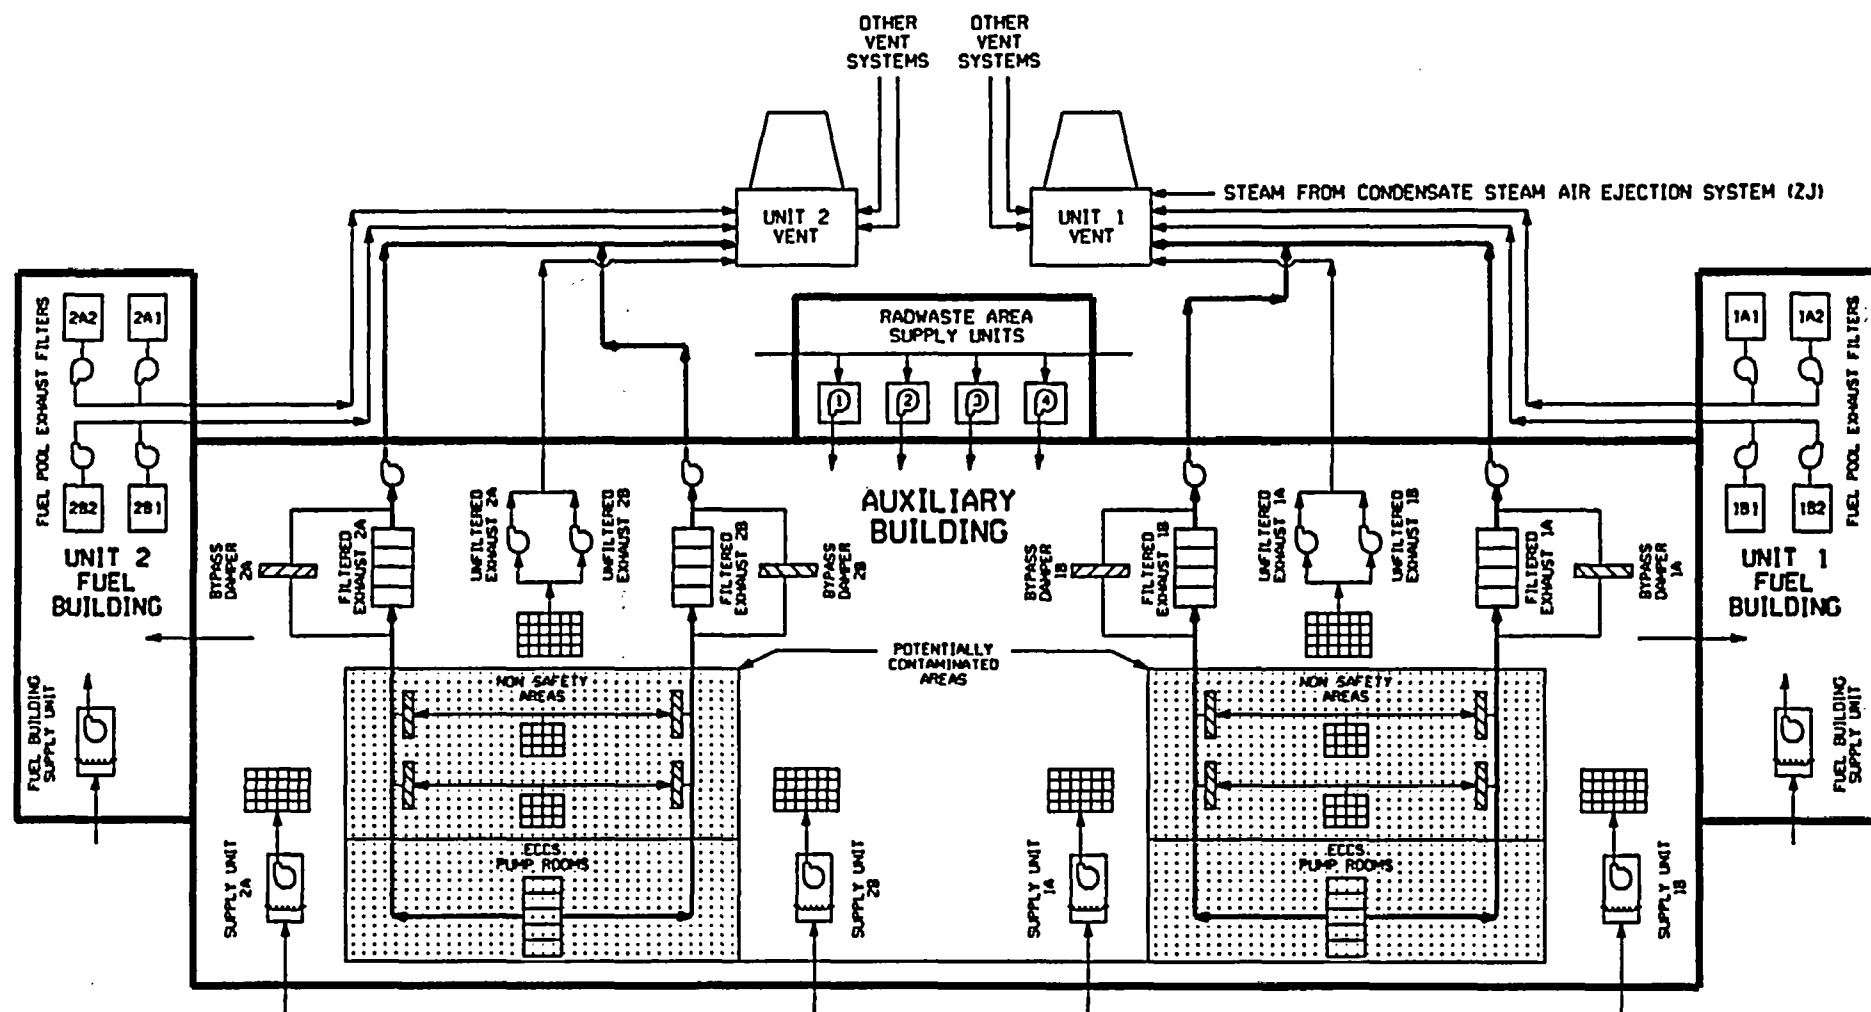 OTHER
VENT
SYSTEMS
OTHER
VENT
SYSTEMS
UNIT 2
VENT
UNIT 1
VENT
STEAM FROM CONDENSATE STEAM AIR EJECTION SYSTEM (ZJ)
FUEL POOL EXHAUST FILTERS
2A2
2A1
2B2
2B1
UNIT 2
FUEL
BUILDING
FUEL BUILDING
SUPPLY UNIT
RADWASTE AREA
SUPPLY UNITS
1
2
3
4
AUXILIARY
BUILDING
1A1
1A2
1B1
1B2
FUEL POOL EXHAUST FILTERS
UNIT 1
FUEL
BUILDING
FUEL BUILDING
SUPPLY UNIT
BYPASS
DAMPER
2A
FILTERED
EXHAUST 2A
UNFILTERED
EXHAUST 2A
UNFILTERED
EXHAUST 2B
FILTERED
EXHAUST 2B
BYPASS
DAMPER
2B
BYPASS
DAMPER
1B
FILTERED
EXHAUST 1B
UNFILTERED
EXHAUST 1A
UNFILTERED
EXHAUST 1B
FILTERED
EXHAUST 1A
BYPASS
DAMPER
1A
POTENTIALLY
CONTAMINATED
AREAS
NON SAFETY
AREAS
NON SAFETY
AREAS
ECCS
PUMP ROOMS
ECCS
PUMP ROOMS
SUPPLY UNIT
2A
SUPPLY UNIT
2B
SUPPLY UNIT
1A
SUPPLY UNIT
1B